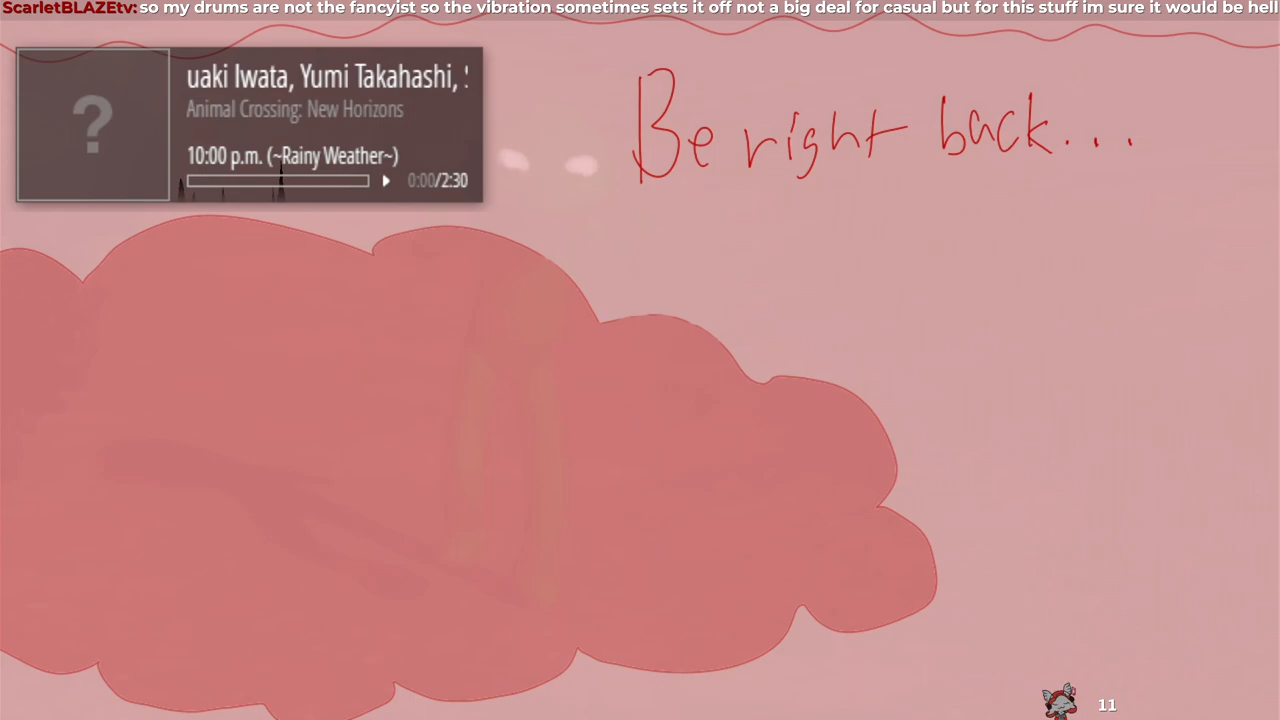 ScarletBLAZEtv: so my drums are not the fancyist so the vibration sometimes sets it off not a big deal for casual but for this stuff im sure it would be hell
uaki Iwata, Yumi Takahashi,
Animal Crossing: New Horizons
10:00 p.m. (~Rainy Weather~)
0:00/2:30
?
Be right back...
11